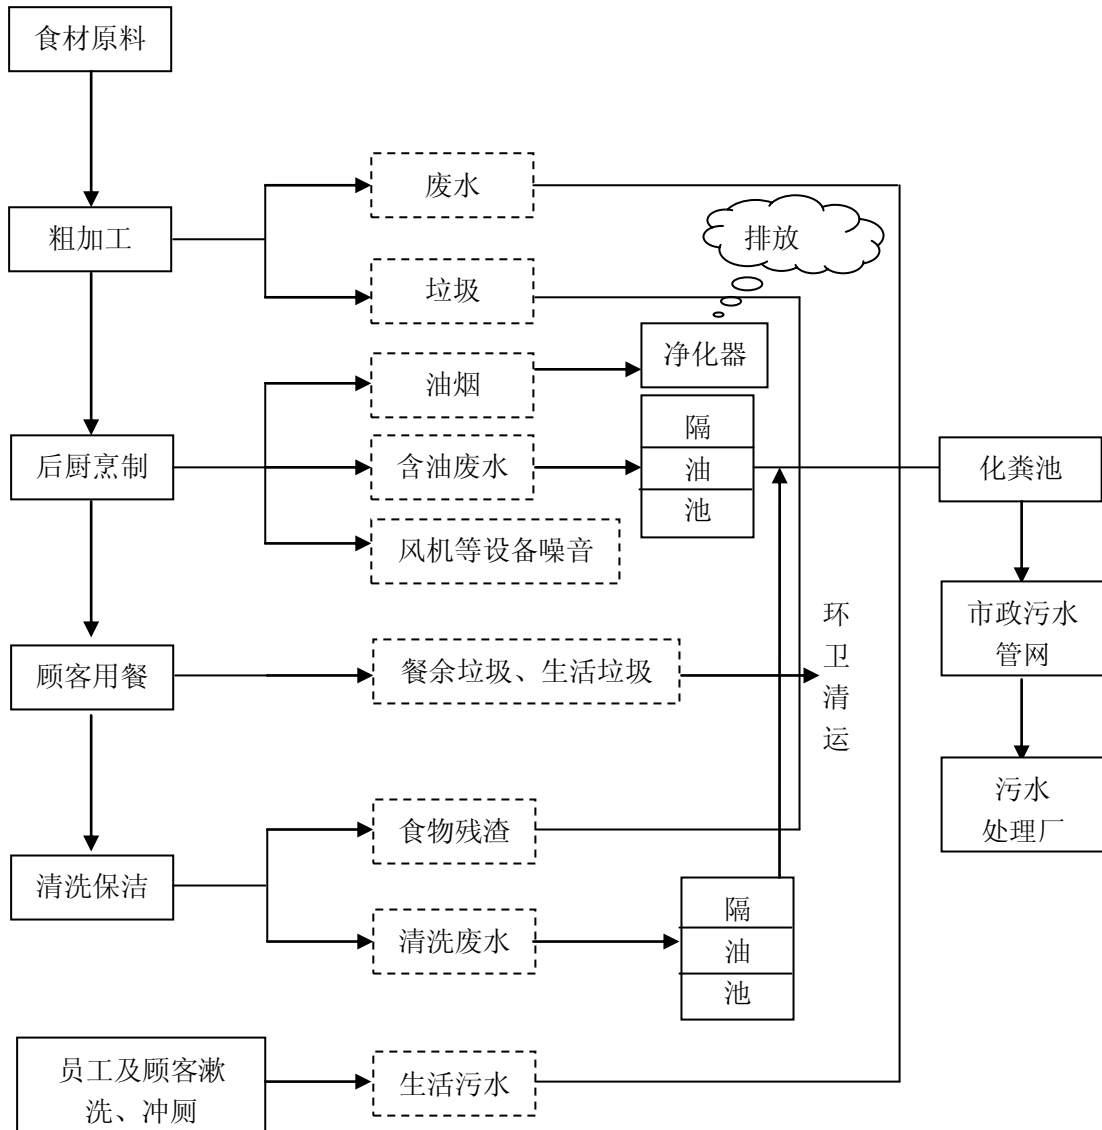 食材原料
废水
排放
粗加工
垃圾
净化器
油烟
隔
油
池
后厨烹制
含油废水
化粪池
风机等设备噪音
环
卫
清
运
市政污水
管网
顾客用餐
餐余垃圾、生活垃圾
污水
处理厂
食物残渣
清洗保洁
隔
油
池
清洗废水
员工及顾客漱
洗、冲厕
生活污水